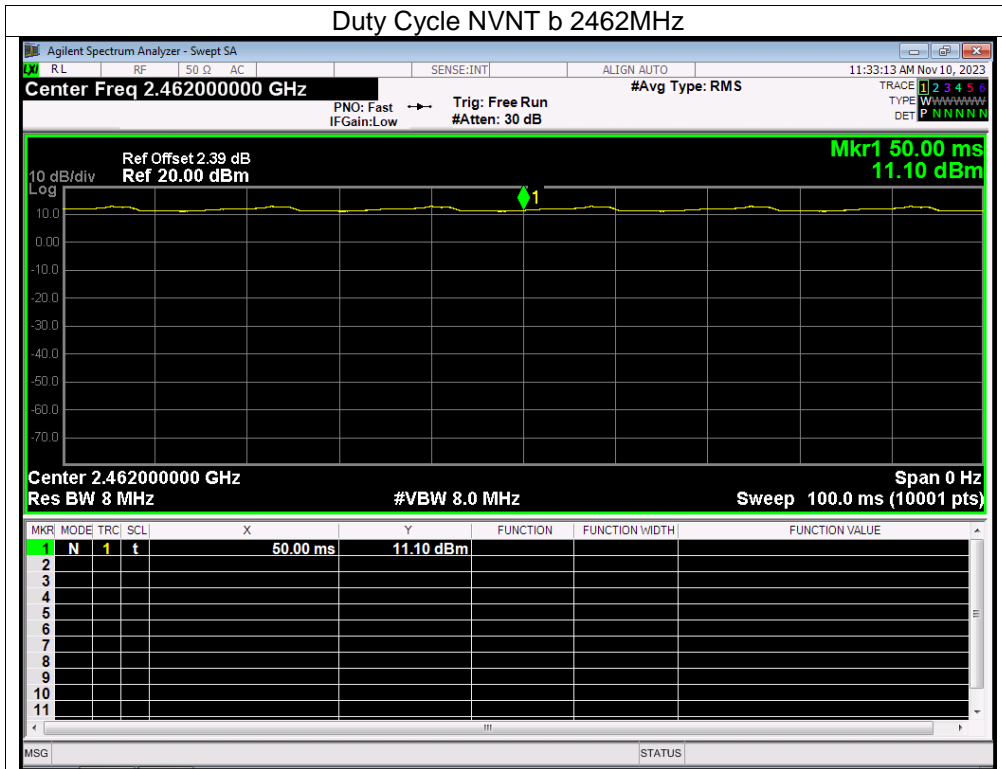 Duty Cycle NVNT b 2462MHz
Agilent Spectrum Analyzer - Swept SA
LXI RL RF 50 Ω AC SENSE:INT ALIGN AUTO 11:33:13 AM Nov 10, 2023
Center Freq 2.462000000 GHz #Avg Type: RMS TRACE 1 2 3 4 5 6
PNO: Fast Trig: Free Run TYPE WWWWWW
IFGain:Low #Atten: 30 dB DET P N N N N N
Mkr1 50.00 ms
Ref Offset 2.39 dB
10 dB/div Ref 20.00 dBm 11.10 dBm
Log
1
10.0
0.00
-10.0
-20.0
-30.0
-40.0
-50.0
-60.0
-70.0
Center 2.462000000 GHz Span 0 Hz
Res BW 8 MHz #VBW 8.0 MHz Sweep 100.0 ms (10001 pts)
MKR MODE TRC SCL X Y FUNCTION FUNCTION WIDTH FUNCTION VALUE
1 N 1 t 50.00 ms 11.10 dBm
2
3
4
5
6
7
8
9
10
11
MSG STATUS